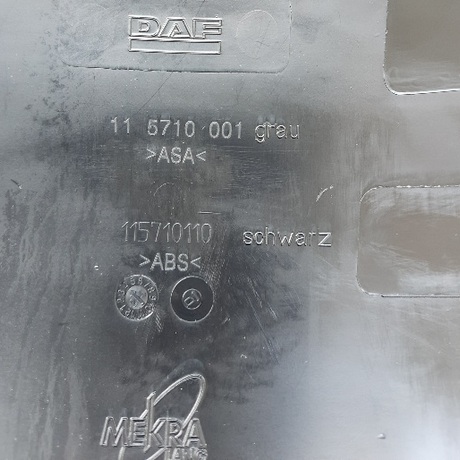 DAF
11 5710 001 grau
>ASA<
115710110 schwarz
>ABS<
MEKRA